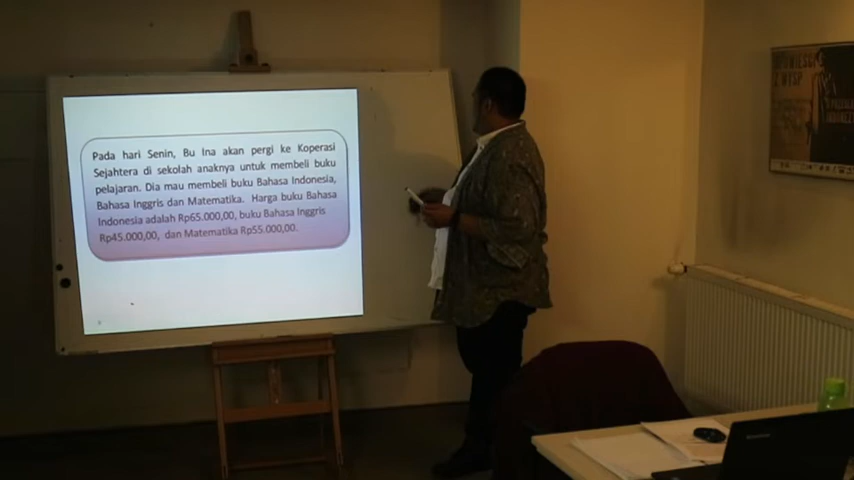 Pada hari Senin, Bu Ina akan pergi ke Koperasi
Sejahtera di sekolah anaknya untuk membeli buku
pelajaran. Dia mau membeli buku Bahasa Indonesia,
Bahasa Inggris dan Matematika. Harga buku Bahasa
Indonesia adalah Rp65.000,00, buku Bahasa Inggris
Rp45.000,00, dan Matematika Rp55.000,00.